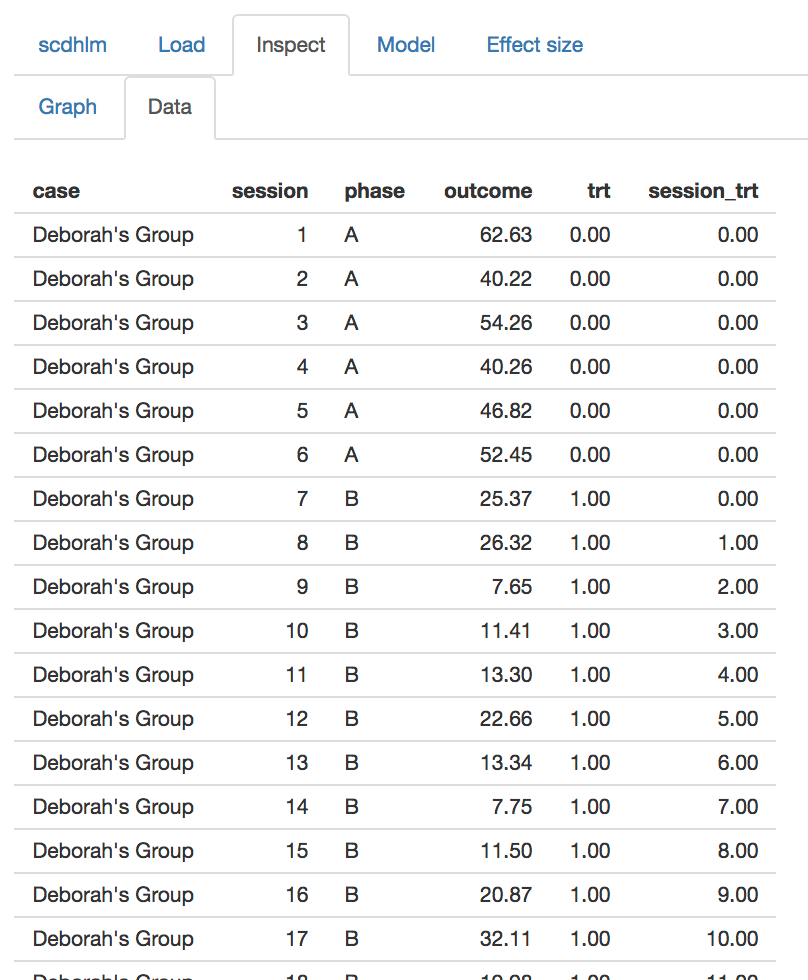 scdhlm Load Inspect Model Effect size
Graph Data
case session phase outcome trt session_trt
Deborah's Group 1 A 62.63 0.00 0.00
Deborah's Group 2 A 40.22 0.00 0.00
Deborah's Group 3 A 54.26 0.00 0.00
Deborah's Group 4 A 40.26 0.00 0.00
Deborah's Group 5 A 46.82 0.00 0.00
Deborah's Group 6 A 52.45 0.00 0.00
Deborah's Group 7 B 25.37 1.00 0.00
Deborah's Group 8 B 26.32 1.00 1.00
Deborah's Group 9 B 7.65 1.00 2.00
Deborah's Group 10 B 11.41 1.00 3.00
Deborah's Group 11 B 13.30 1.00 4.00
Deborah's Group 12 B 22.66 1.00 5.00
Deborah's Group 13 B 13.34 1.00 6.00
Deborah's Group 14 B 7.75 1.00 7.00
Deborah's Group 15 B 11.50 1.00 8.00
Deborah's Group 16 B 20.87 1.00 9.00
Deborah's Group 17 B 32.11 1.00 10.00
Deborah's Group 18 B 1.00 11.00